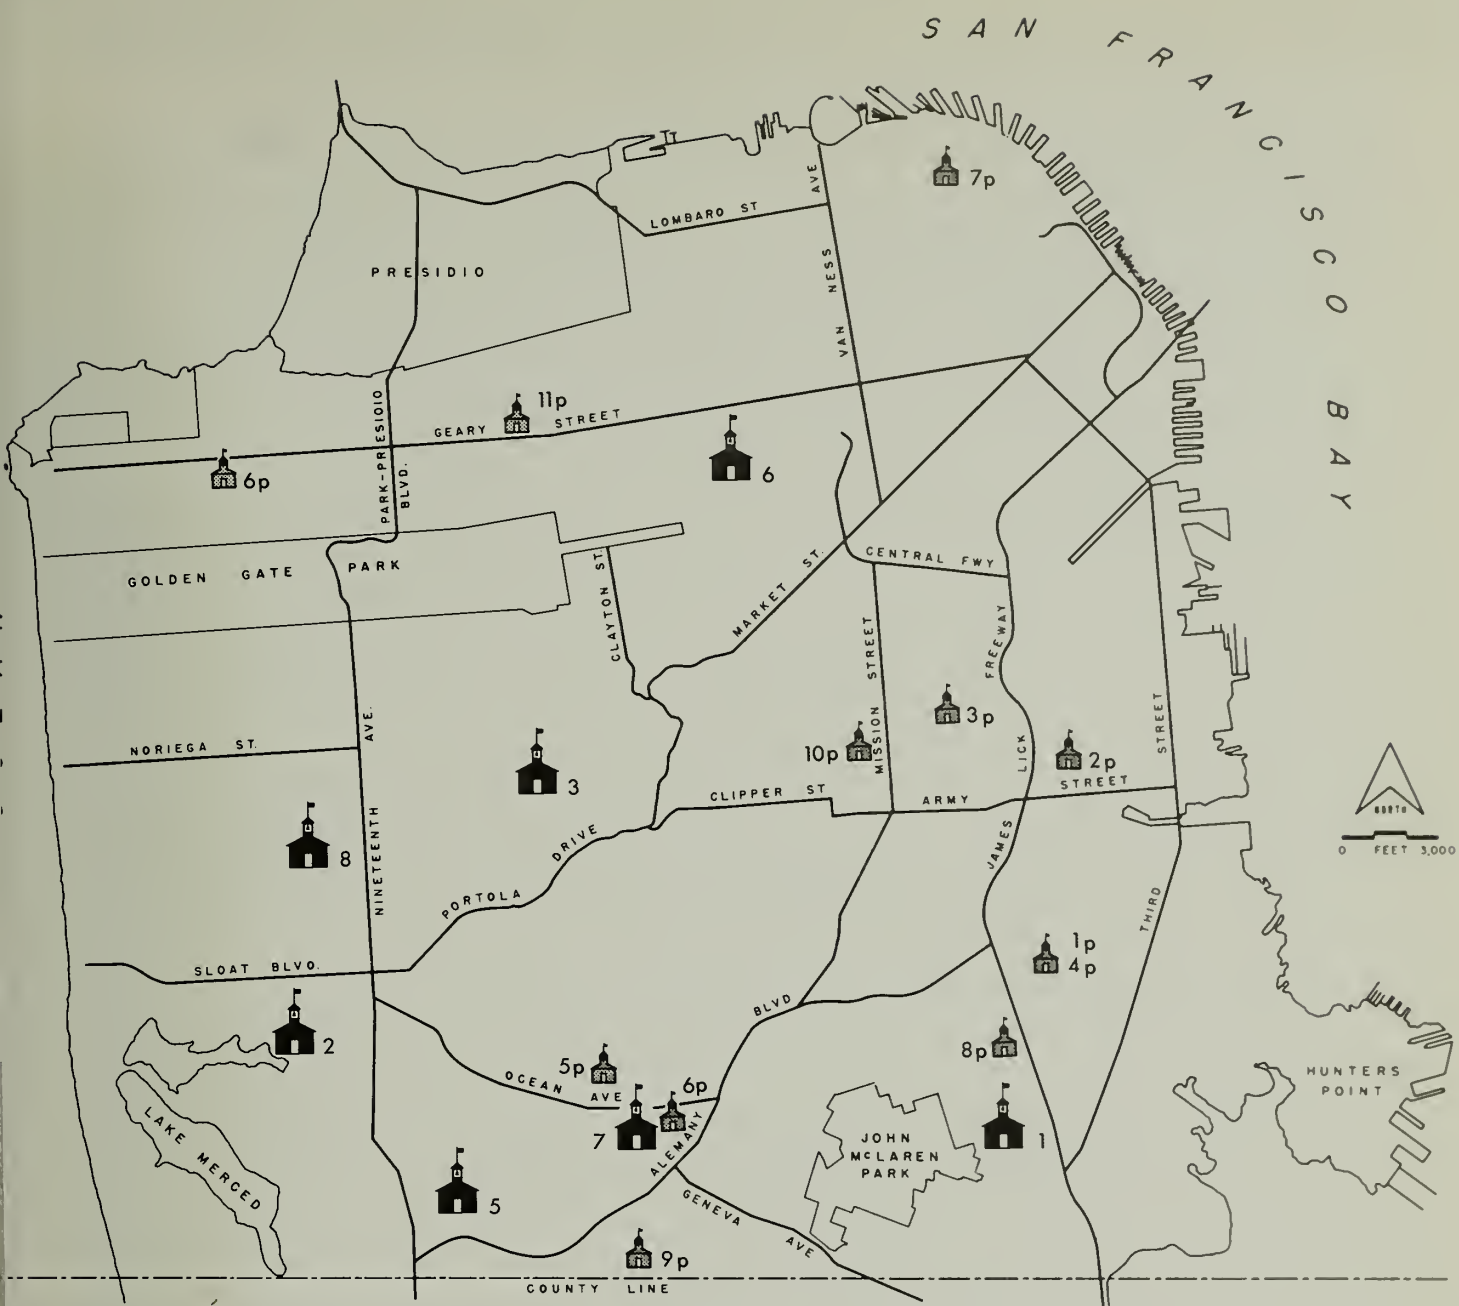 SAN FRANCISCO BAY
7p
LOMBARO ST
VAN NESS AVE
PRESIDIO
11p
GEARY STREET
PARK-PRESIDIO
BLVD.
6p
6
GOLDEN GATE PARK
CLAYTON ST.
MARKET ST.
CENTRAL FWY
MISSION STREET
JAMES LICK FREEWAY
3p
10p
2p
THIRD STREET
NORIEGA ST.
NINETEENTH AVE.
3
CLIPPER ST
ARMY STREET
NORTH
0 FEET 3,000
8
PORTOLA DRIVE
SLOAT BLVO.
1p
4p
2
8p
ALEMANY BLVD
5p
OCEAN AVE
6p
7
1
HUNTERS
POINT
LAKE MERCED
JOHN
McLAREN
PARK
5
GENEVA AVE
9p
COUNTY LINE